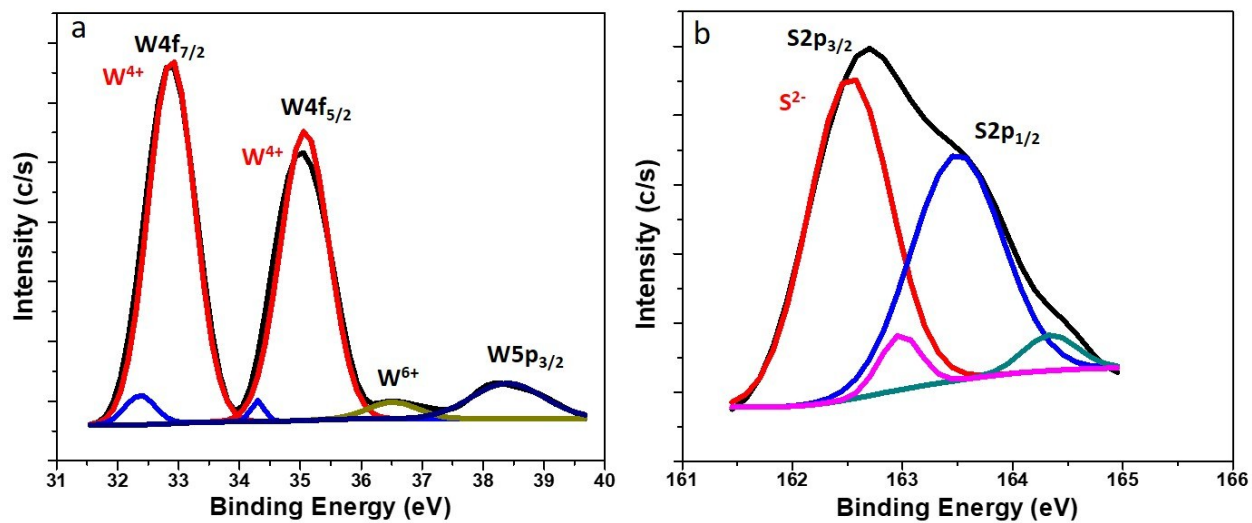 a
W4f7/2
W4+
W4f5/2
W4+
W6+
W5p3/2
Intensity (c/s)
31 32 33 34 35 36 37 38 39 40
Binding Energy (eV)
b
S2p3/2
S2-
S2p1/2
Intensity (c/s)
161 162 163 164 165 166
Binding Energy (eV)